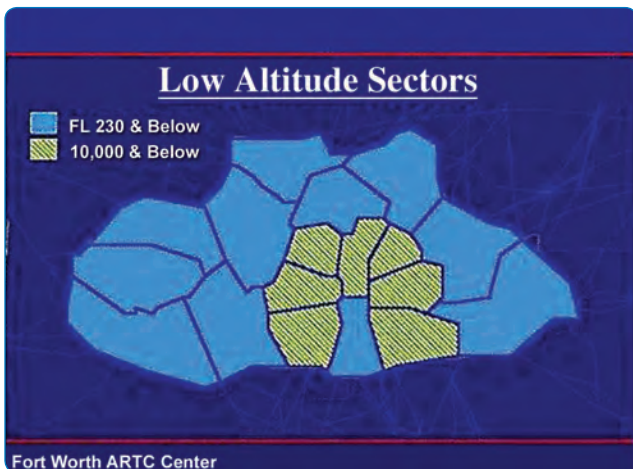 Low Altitude Sectors
FL 230 & Below
10,000 & Below
Fort Worth ARTC Center